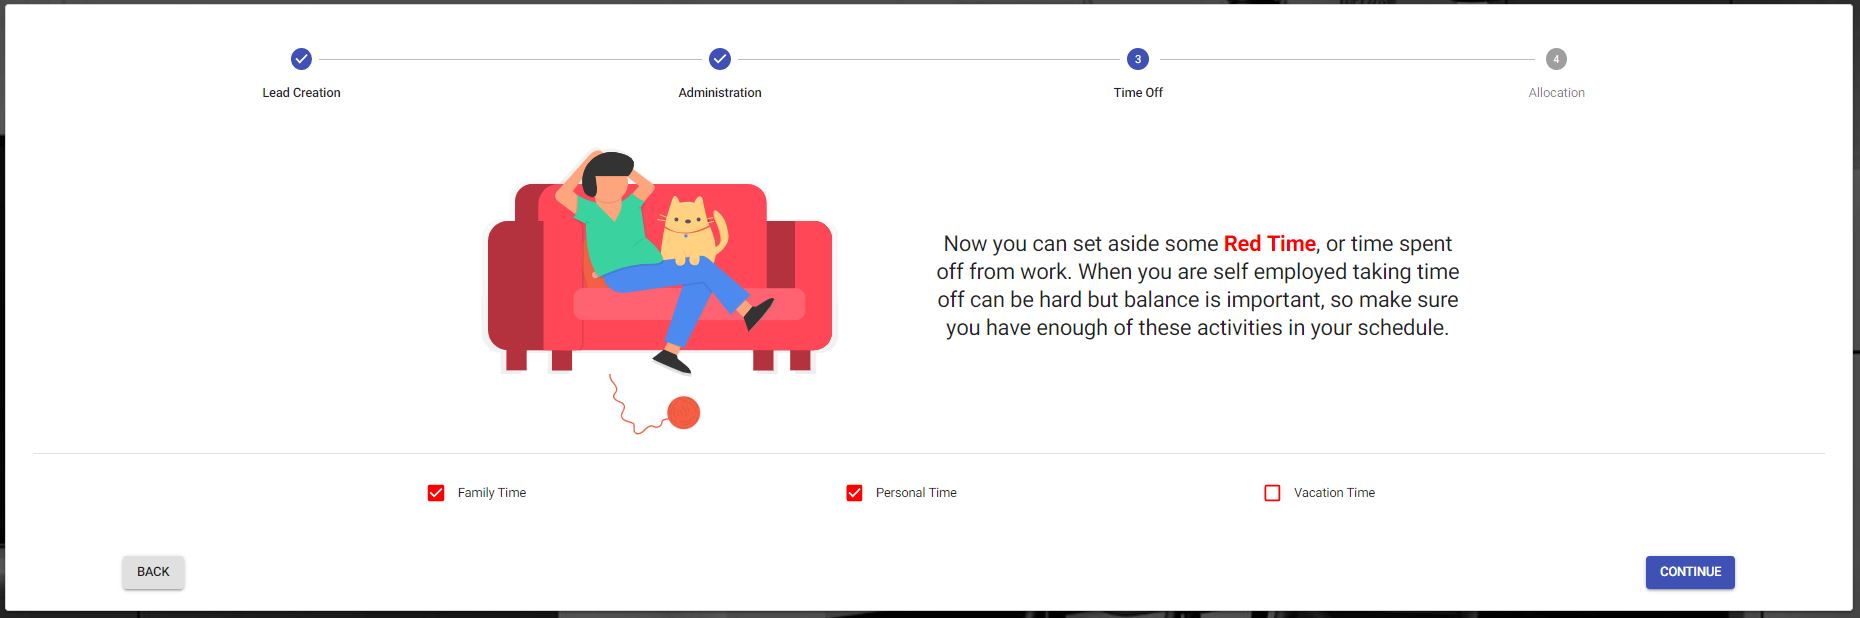 3
4
Lead Creation
Administration
Time Off
Allocation
Now you can set aside some Red Time, or time spent
off from work. When you are self employed taking time
off can be hard but balance is important, so make sure
you have enough of these activities in your schedule.
Family Time
Personal Time
Vacation Time
BACK
CONTINUE